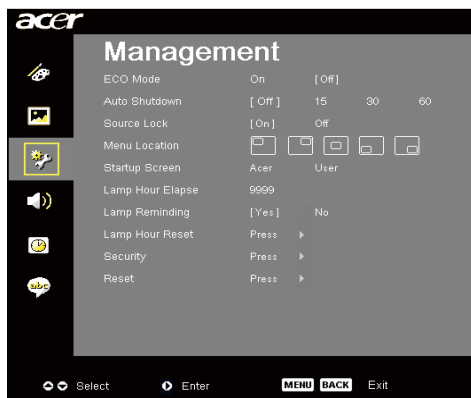 acer
Management
ECO Mode On [ Off ]
Auto Shutdown [ Off ] 15 30 60
Source Lock [ On ] Off
Menu Location
Startup Screen Acer User
Lamp Hour Elapse 9999
Lamp Reminding [ Yes ] No
Lamp Hour Reset Press
Security Press
Reset Press
abc
Select Enter MENU BACK Exit